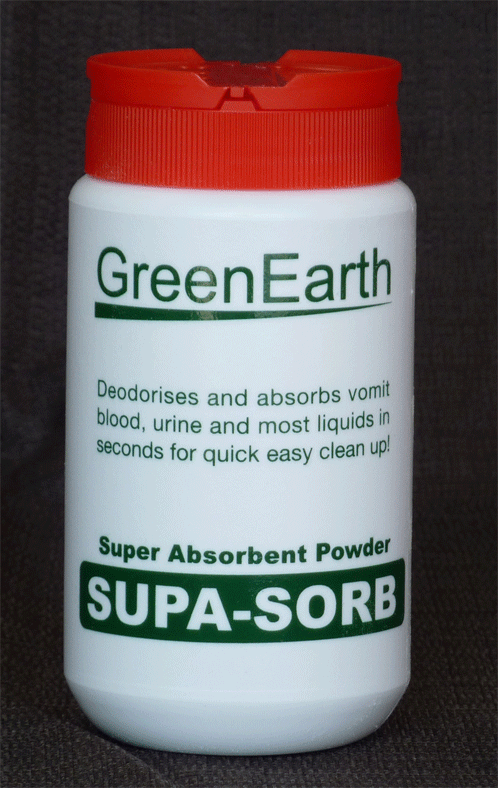 GreenEarth
Deodorises and absorbs vomit
blood, urine and most liquids in
seconds for quick easy clean up!
Super Absorbent Powder
SUPA-SORB